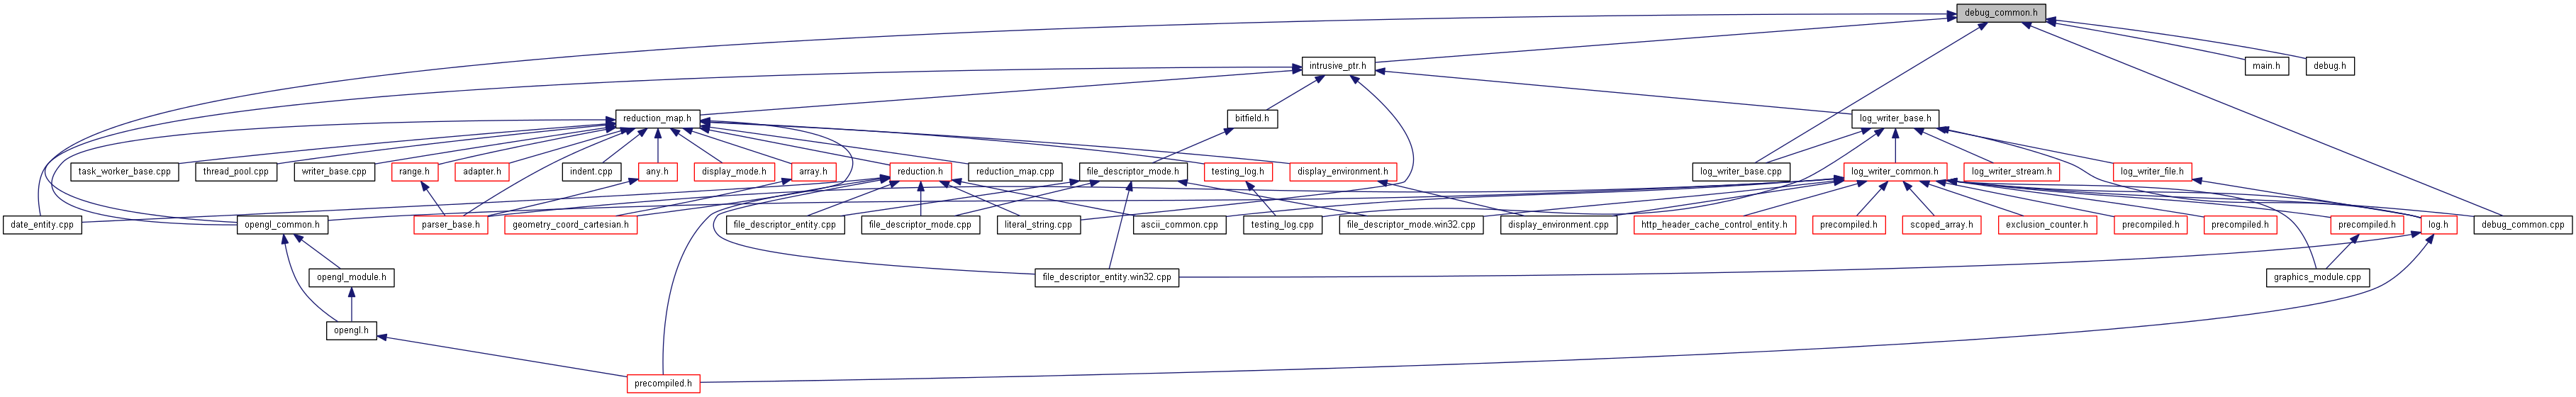 debug_common.h
intrusive_ptr.h
main.h
debug.h
reduction_map.h
bitfield.h
log_writer_base.h
task_worker_base.cpp
thread_pool.cpp
writer_base.cpp
range.h
adapter.h
indent.cpp
any.h
display_mode.h
array.h
reduction.h
reduction_map.cpp
file_descriptor_mode.h
testing_log.h
display_environment.h
log_writer_base.cpp
log_writer_common.h
log_writer_stream.h
log_writer_file.h
date_entity.cpp
opengl_common.h
parser_base.h
geometry_coord_cartesian.h
file_descriptor_entity.cpp
file_descriptor_mode.cpp
literal_string.cpp
ascii_common.cpp
testing_log.cpp
file_descriptor_mode.win32.cpp
display_environment.cpp
http_header_cache_control_entity.h
precompiled.h
scoped_array.h
exclusion_counter.h
precompiled.h
precompiled.h
precompiled.h
log.h
debug_common.cpp
opengl_module.h
file_descriptor_entity.win32.cpp
graphics_module.cpp
opengl.h
precompiled.h